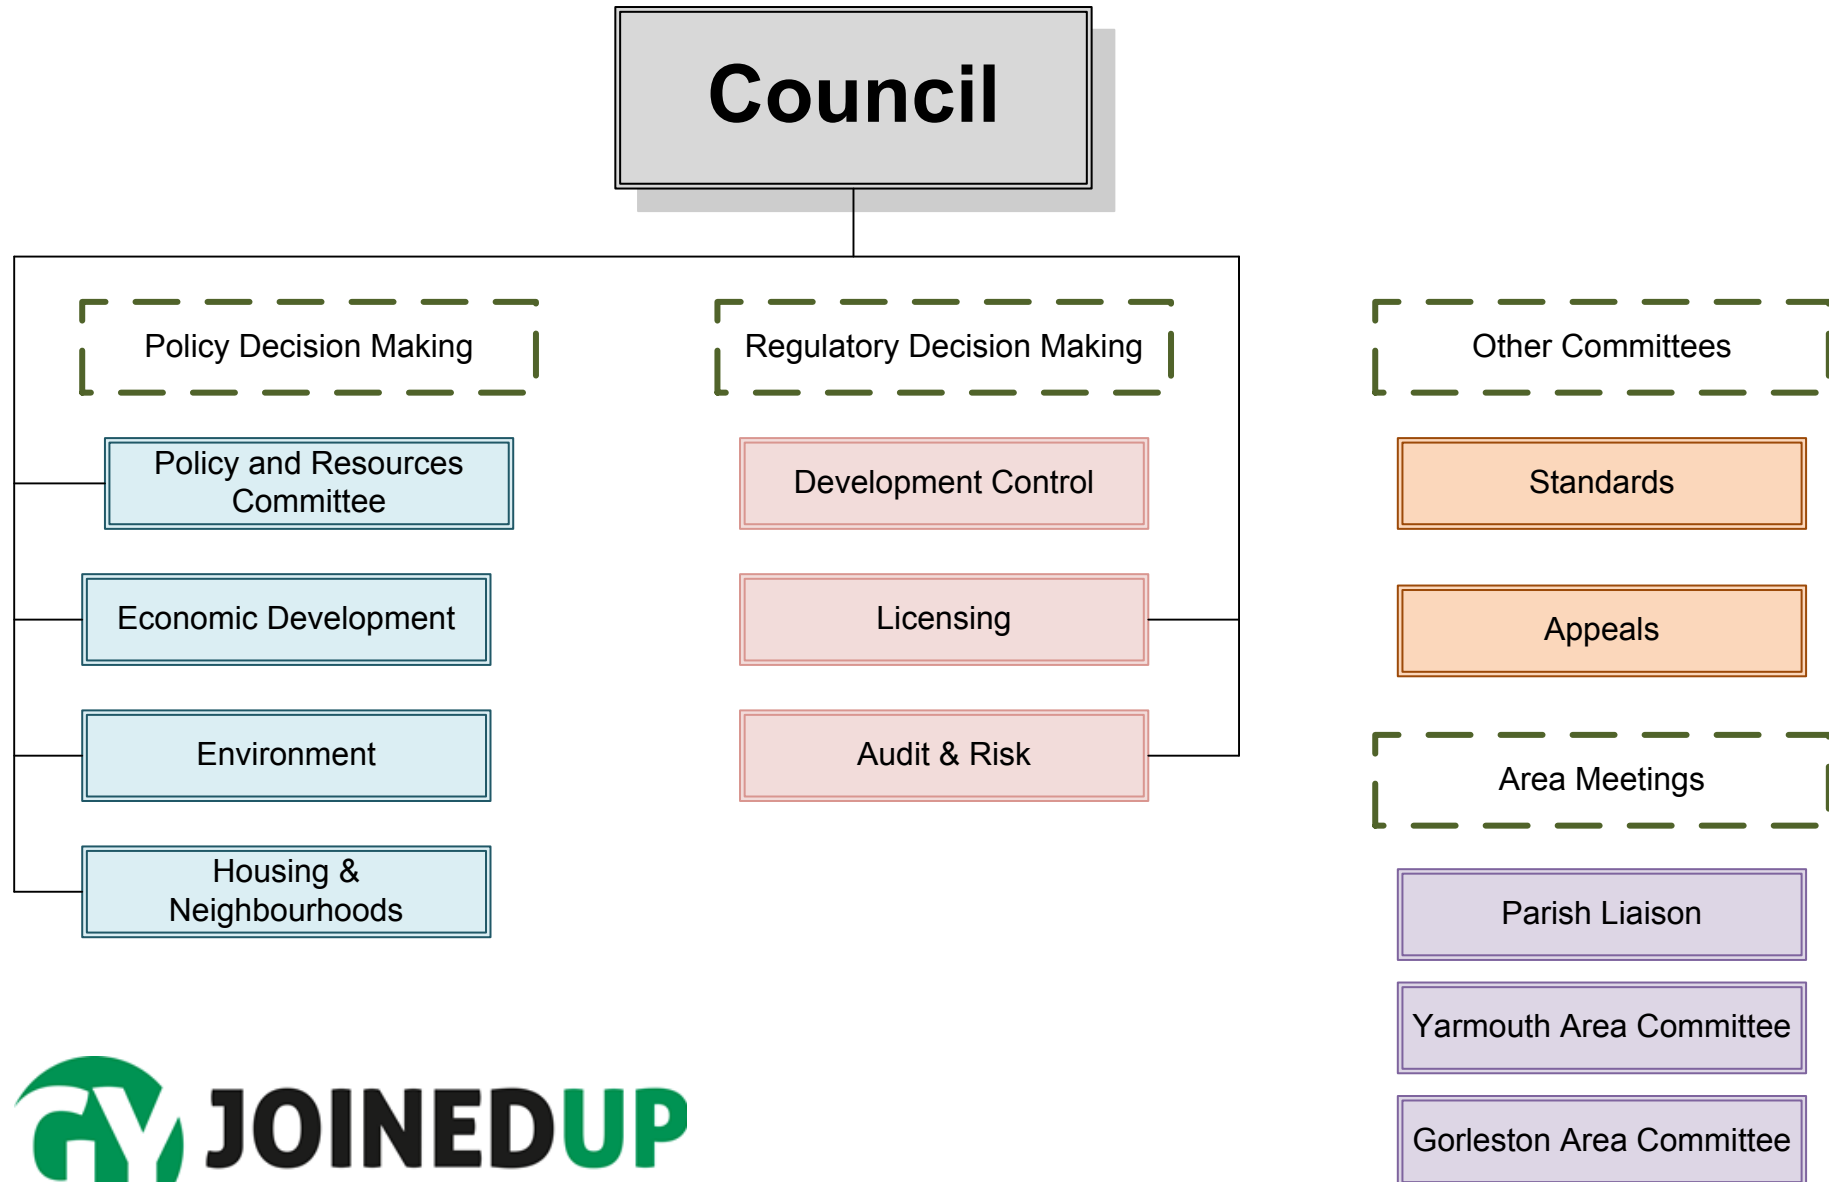 Council
Policy Decision Making
Policy and Resources
Committee
Economic Development
Environment
Housing &
Neighbourhoods
Regulatory Decision Making
Development Control
Licensing
Audit & Risk
Other Committees
Standards
Appeals
Area Meetings
Parish Liaison
Yarmouth Area Committee
Gorleston Area Committee
GY JOINEDUP